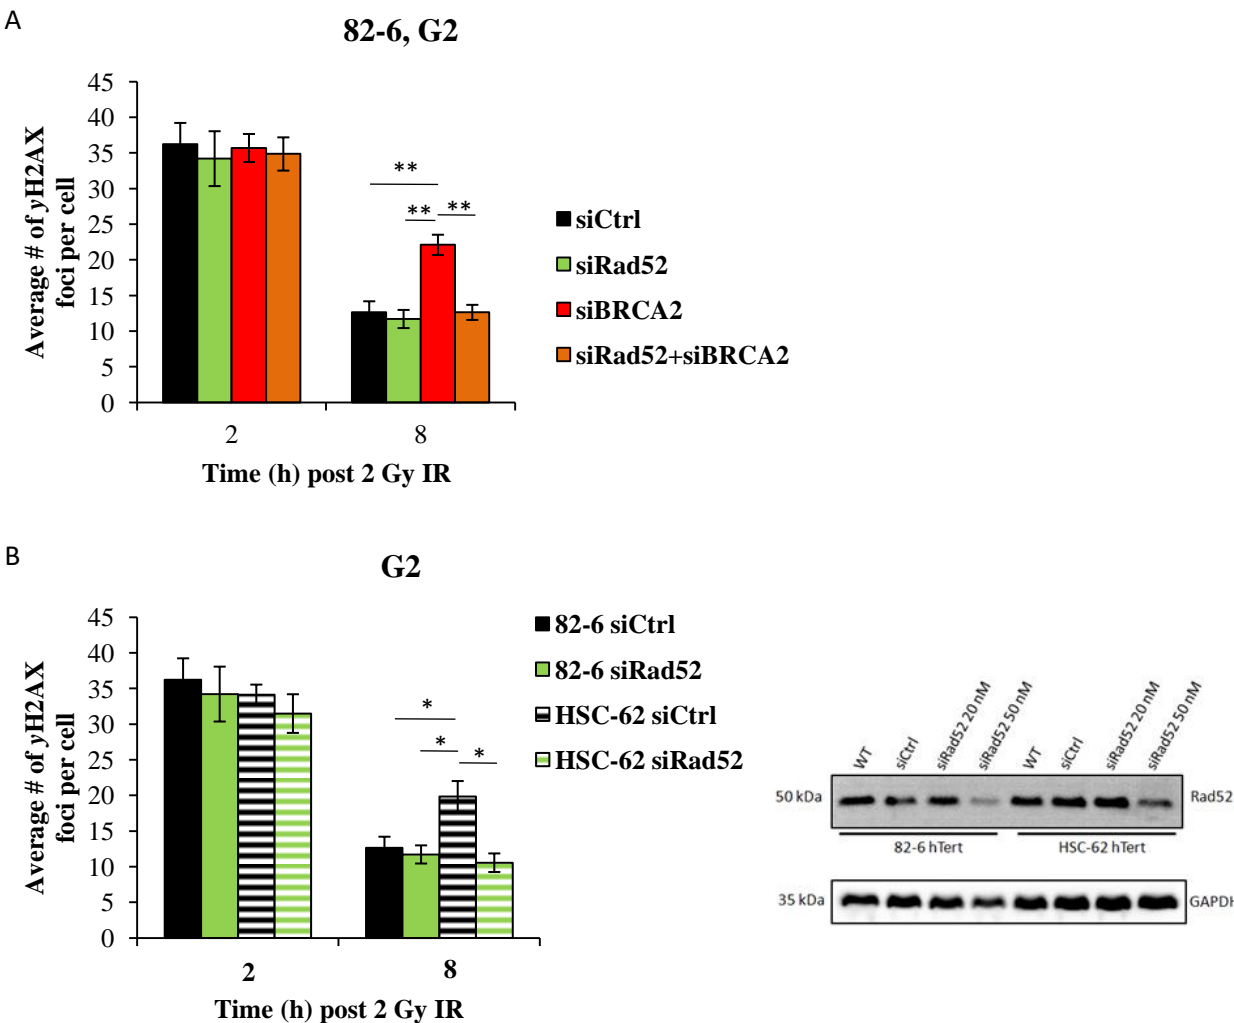 A
82-6, G2
45
40
35
30
25
20
15
10
5
0
Average # of γH2AX
foci per cell
**
**
**
2
8
Time (h) post 2 Gy IR
siCtrl
siRad52
siBRCA2
siRad52+siBRCA2
B
G2
45
40
35
30
25
20
15
10
5
0
Average # of γH2AX
foci per cell
*
*
*
2
8
Time (h) post 2 Gy IR
82-6 siCtrl
82-6 siRad52
HSC-62 siCtrl
HSC-62 siRad52
WT
siCtrl
siRad52 20 nM
siRad52 50 nM
WT
siCtrl
siRad52 20 nM
siRad52 50 nM
50 kDa
Rad52
82-6 hTert
HSC-62 hTert
35 kDa
GAPDH